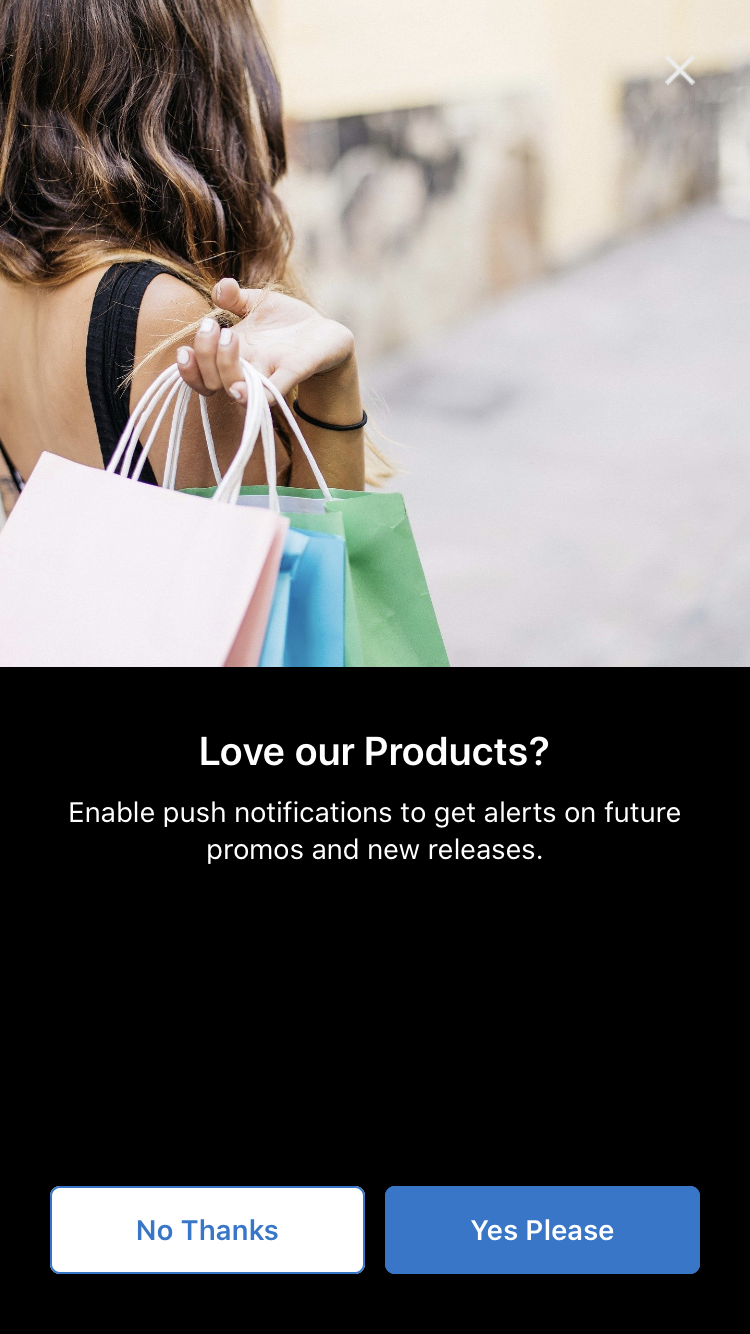 Love our Products?
Enable push notifications to get alerts on future
promos and new releases.
No Thanks
Yes Please